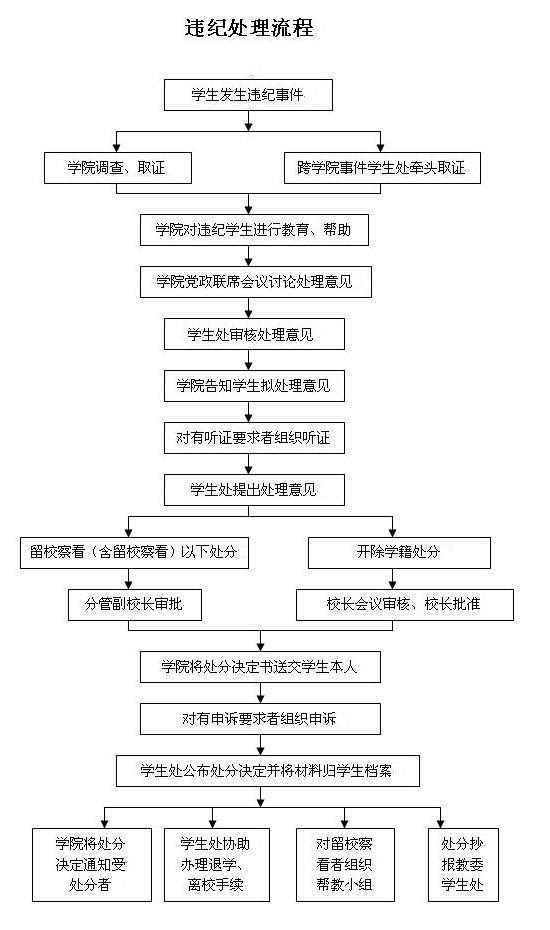 违纪处理流程
学生发生违纪事件
学院调查、取证
跨学院事件学生处牵头取证
学院对违纪学生进行教育、帮助
学院党政联席会议讨论处理意见
学生处审核处理意见
学院告知学生拟处理意见
对有听证要求者组织听证
学生处提出处理意见
留校察看（含留校察看）以下处分
开除学籍处分
分管副校长审批
校长会议审核、校长批准
学院将处分决定书送交学生本人
对有申诉要求者组织申诉
学生处公布处分决定并将材料归学生档案
学院将处分
决定通知受
处分者
学生处协助
办理退学、
离校手续
对留校察
看者组织
帮教小组
处分抄
报教委
学生处